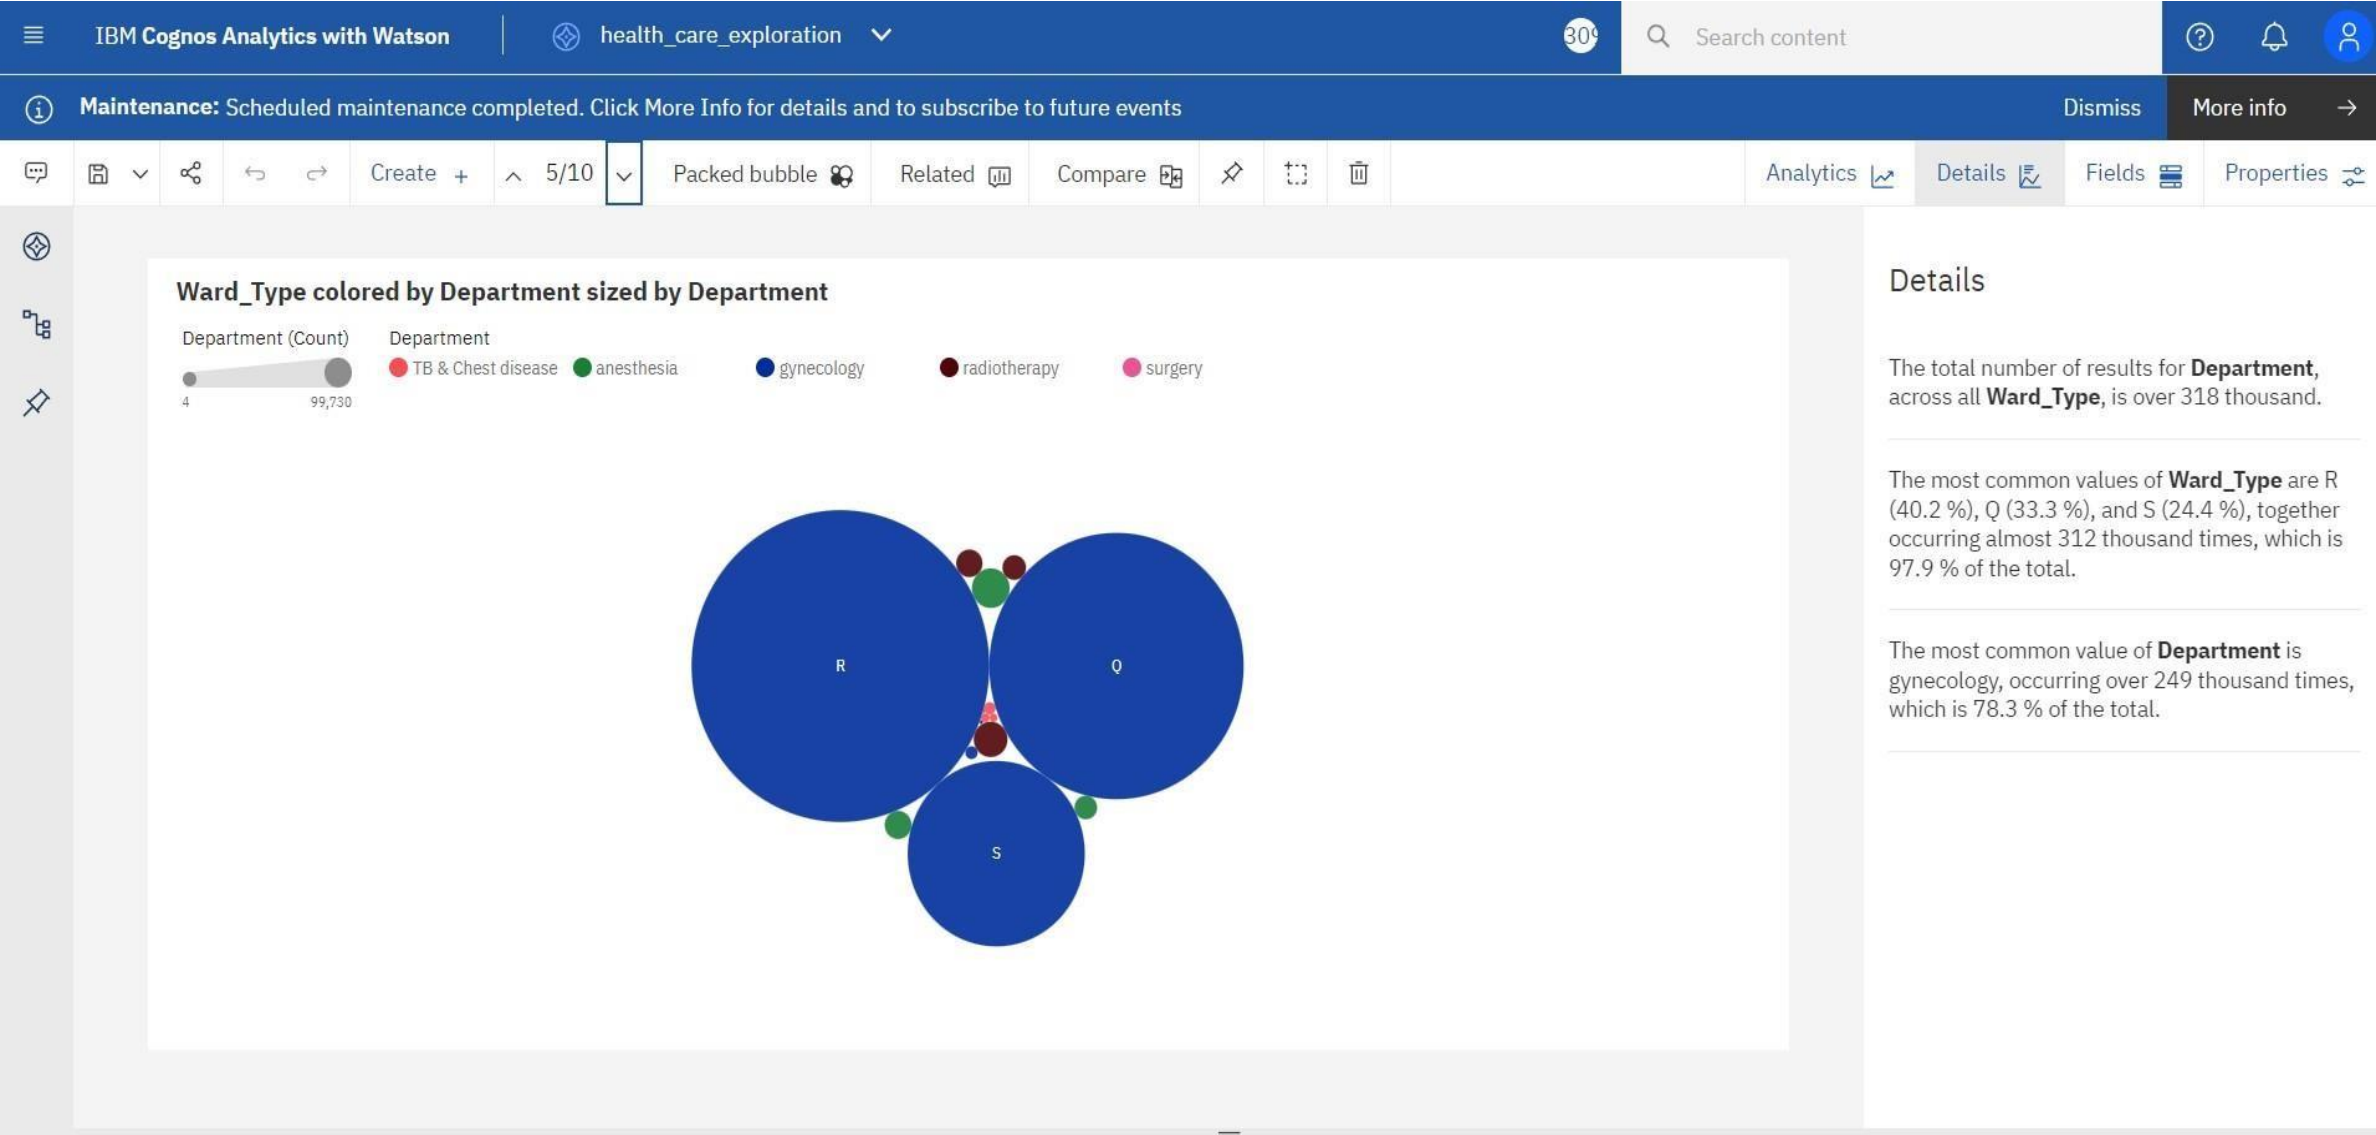 IBM Cognos Analytics with Watson
health_care_exploration
Search content
Maintenance: Scheduled maintenance completed. Click More Info for details and to subscribe to future events
Dismiss
More info
Create +
5/10
Packed bubble
Related
Compare
Analytics
Details
Fields
Properties
Ward_Type colored by Department sized by Department
Department (Count)
4
99,730
Department
TB & Chest disease
anesthesia
gynecology
radiotherapy
surgery
R
Q
S
Details
The total number of results for Department,
across all Ward_Type, is over 318 thousand.
The most common values of Ward_Type are R
(40.2 %), Q (33.3 %), and S (24.4 %), together
occurring almost 312 thousand times, which is
97.9 % of the total.
The most common value of Department is
gynecology, occurring over 249 thousand times,
which is 78.3 % of the total.